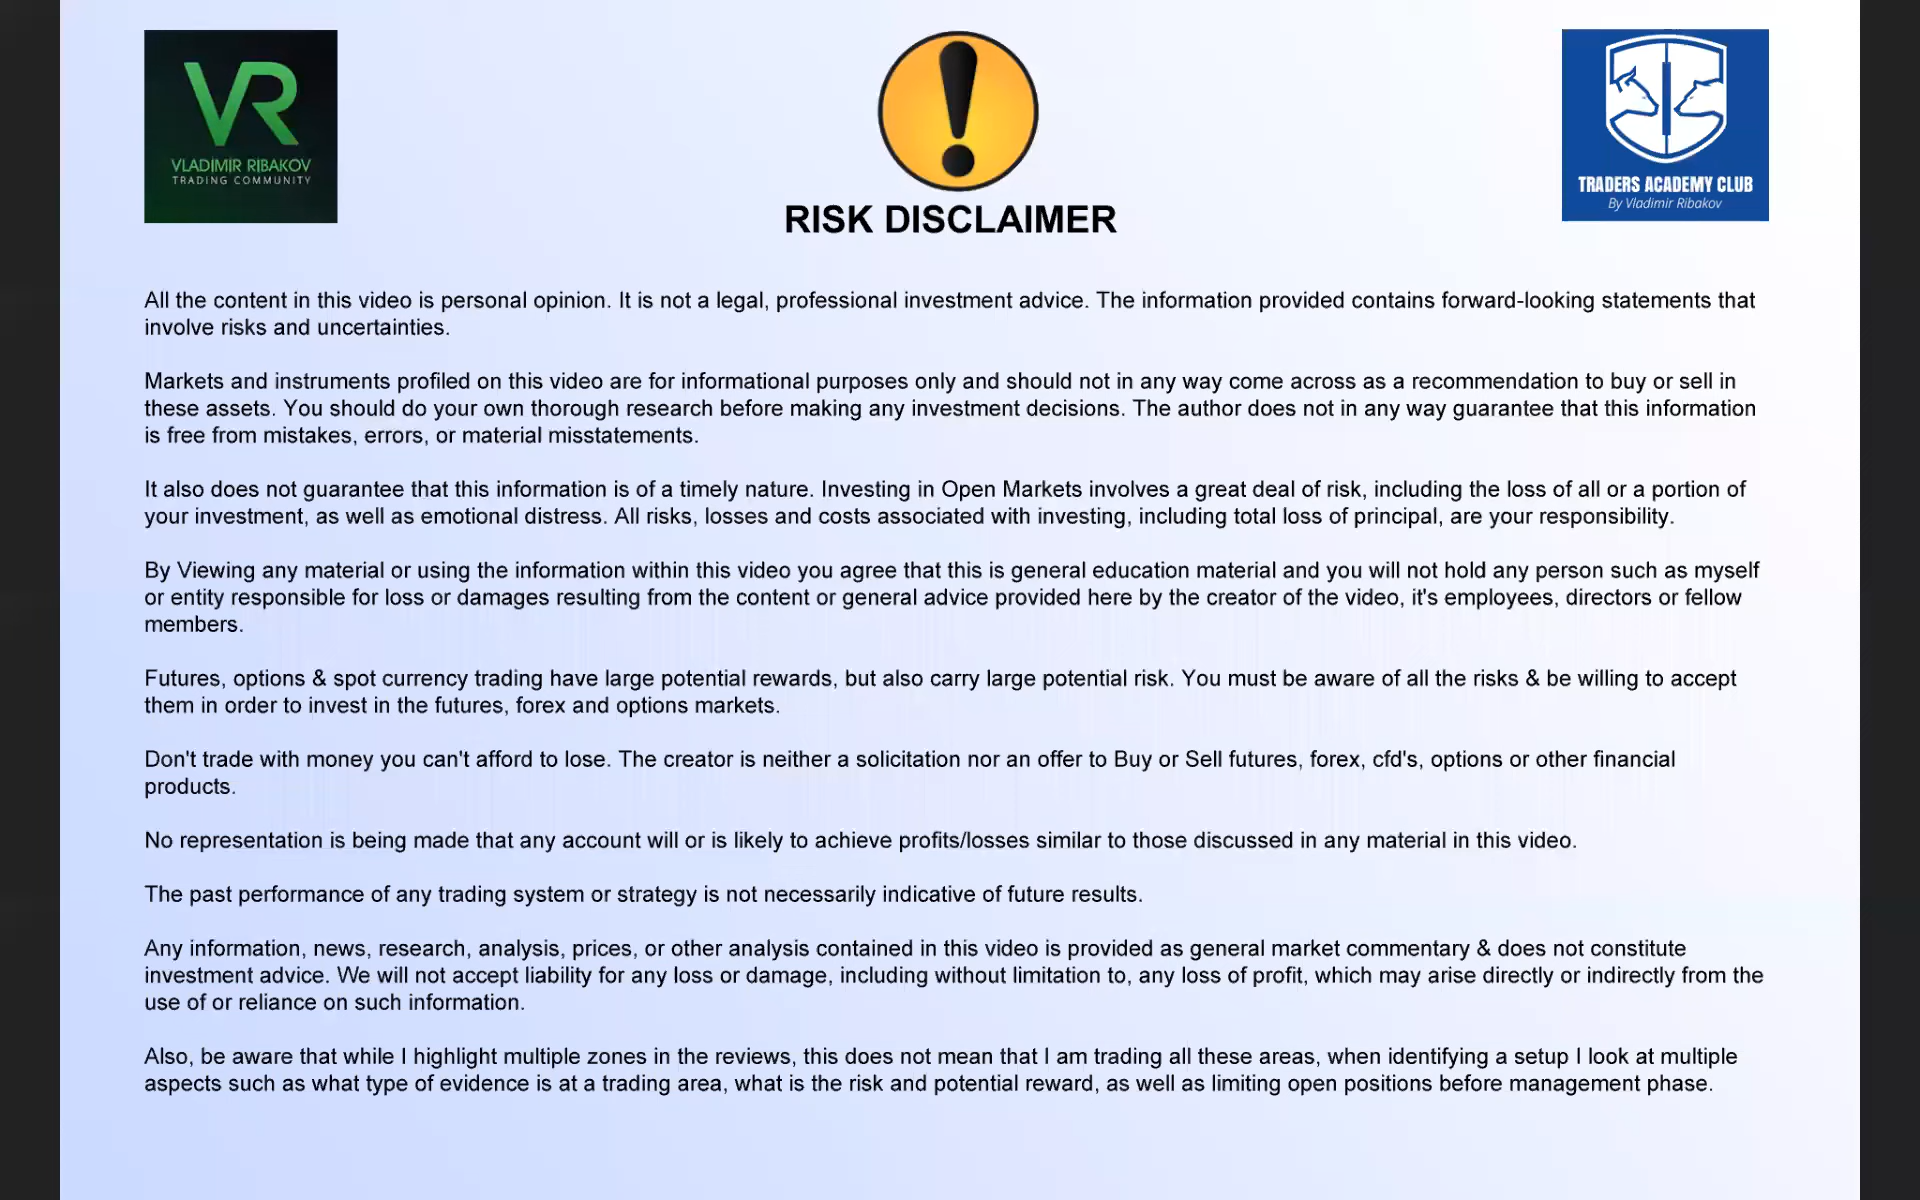 VR
VLADIMIR RIBAKOV
TRADING COMMUNITY
TRADERS ACADEMY CLUB
By Vladimir Ribakov
RISK DISCLAIMER
All the content in this video is personal opinion. It is not a legal, professional investment advice. The information provided contains forward-looking statements that
involve risks and uncertainties.
Markets and instruments profiled on this video are for informational purposes only and should not in any way come across as a recommendation to buy or sell in
these assets. You should do your own thorough research before making any investment decisions. The author does not in any way guarantee that this information
is free from mistakes, errors, or material misstatements.
It also does not guarantee that this information is of a timely nature. Investing in Open Markets involves a great deal of risk, including the loss of all or a portion of
your investment, as well as emotional distress. All risks, losses and costs associated with investing, including total loss of principal, are your responsibility.
By Viewing any material or using the information within this video you agree that this is general education material and you will not hold any person such as myself
or entity responsible for loss or damages resulting from the content or general advice provided here by the creator of the video, it's employees, directors or fellow
members.
Futures, options & spot currency trading have large potential rewards, but also carry large potential risk. You must be aware of all the risks & be willing to accept
them in order to invest in the futures, forex and options markets.
Don't trade with money you can't afford to lose. The creator is neither a solicitation nor an offer to Buy or Sell futures, forex, cfd's, options or other financial
products.
No representation is being made that any account will or is likely to achieve profits/losses similar to those discussed in any material in this video.
The past performance of any trading system or strategy is not necessarily indicative of future results.
Any information, news, research, analysis, prices, or other analysis contained in this video is provided as general market commentary & does not constitute
investment advice. We will not accept liability for any loss or damage, including without limitation to, any loss of profit, which may arise directly or indirectly from the
use of or reliance on such information.
Also, be aware that while I highlight multiple zones in the reviews, this does not mean that I am trading all these areas, when identifying a setup I look at multiple
aspects such as what type of evidence is at a trading area, what is the risk and potential reward, as well as limiting open positions before management phase.